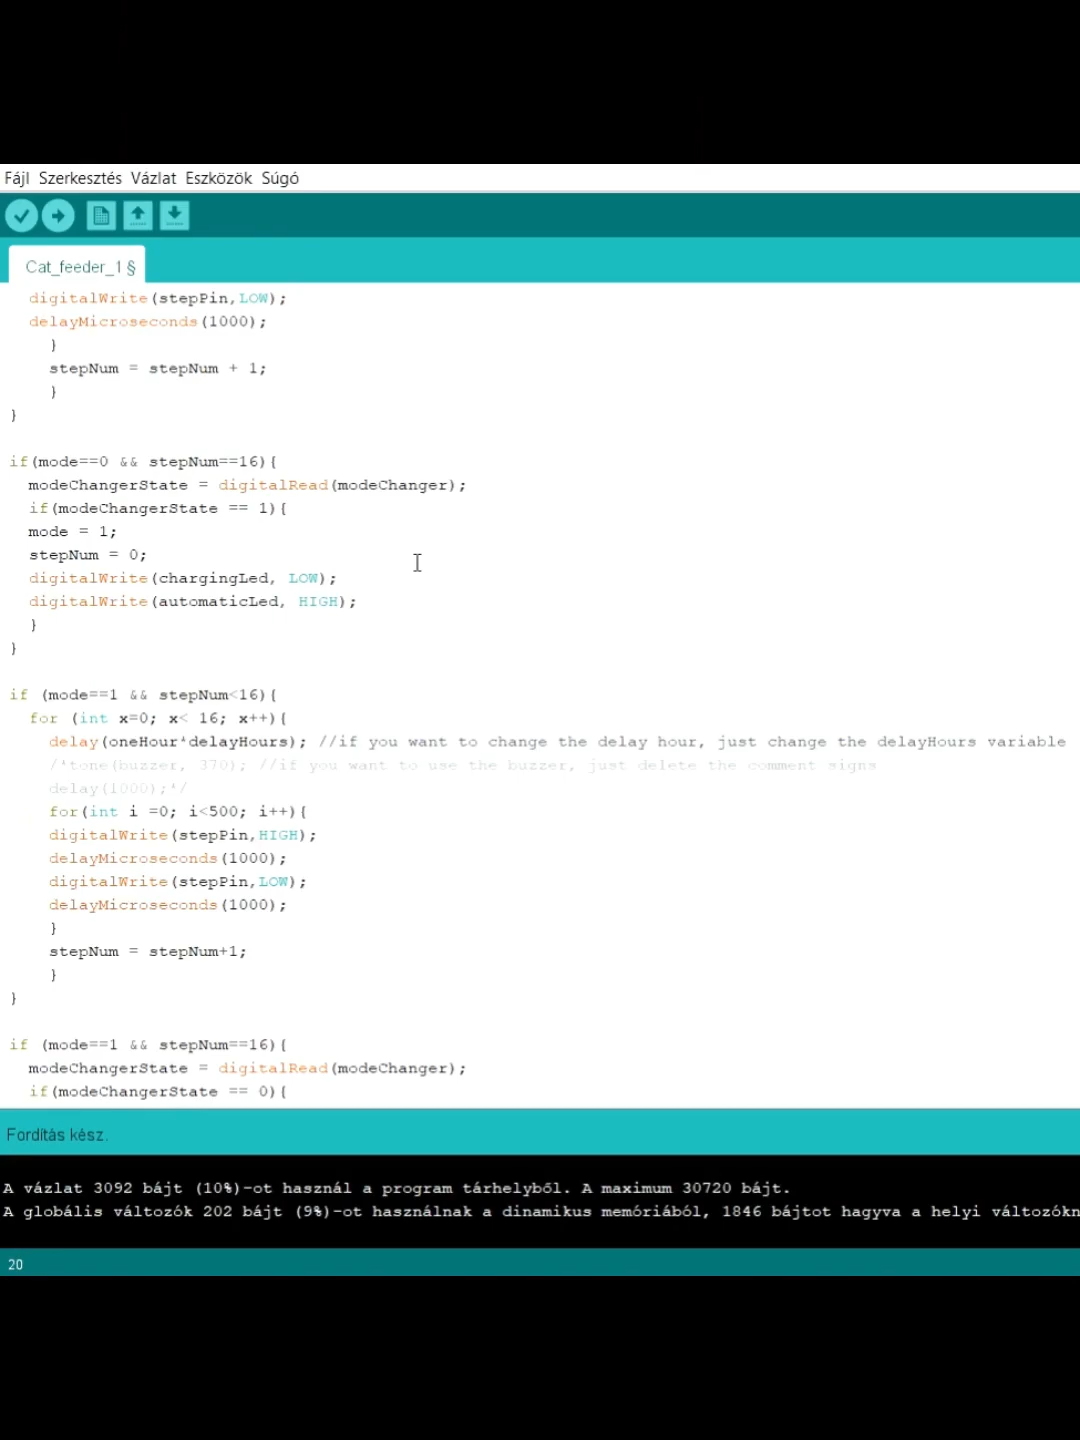 Fájl Szerkesztés Vázlat Eszközök Súgó
Cat_feeder_1 §
digitalWrite(stepPin,LOW);
delayMicroseconds(1000);
}
stepNum = stepNum + 1;
}
}
if(mode==0 && stepNum==16){
modeChangerState = digitalRead(modeChanger);
if(modeChangerState == 1){
mode = 1;
stepNum = 0;
digitalWrite(chargingLed, LOW);
digitalWrite(automaticLed, HIGH);
}
}
if (mode==1 && stepNum<16){
for (int x=0; x< 16; x++){
delay(oneHour*delayHours); //if you want to change the delay hour, just change the delayHours variable
/*tone(buzzer, 370); //if you want to use the buzzer, just delete the comment signs
delay(1000);*/
for(int i =0; i<500; i++){
digitalWrite(stepPin,HIGH);
delayMicroseconds(1000);
digitalWrite(stepPin,LOW);
delayMicroseconds(1000);
}
stepNum = stepNum+1;
}
}
if (mode==1 && stepNum==16){
modeChangerState = digitalRead(modeChanger);
if(modeChangerState == 0){
Fordítás kész.
A vázlat 3092 bájt (10%)-ot használ a program tárhelyből. A maximum 30720 bájt.
A globális változók 202 bájt (9%)-ot használnak a dinamikus memóriából, 1846 bájtot hagyva a helyi változókn
20